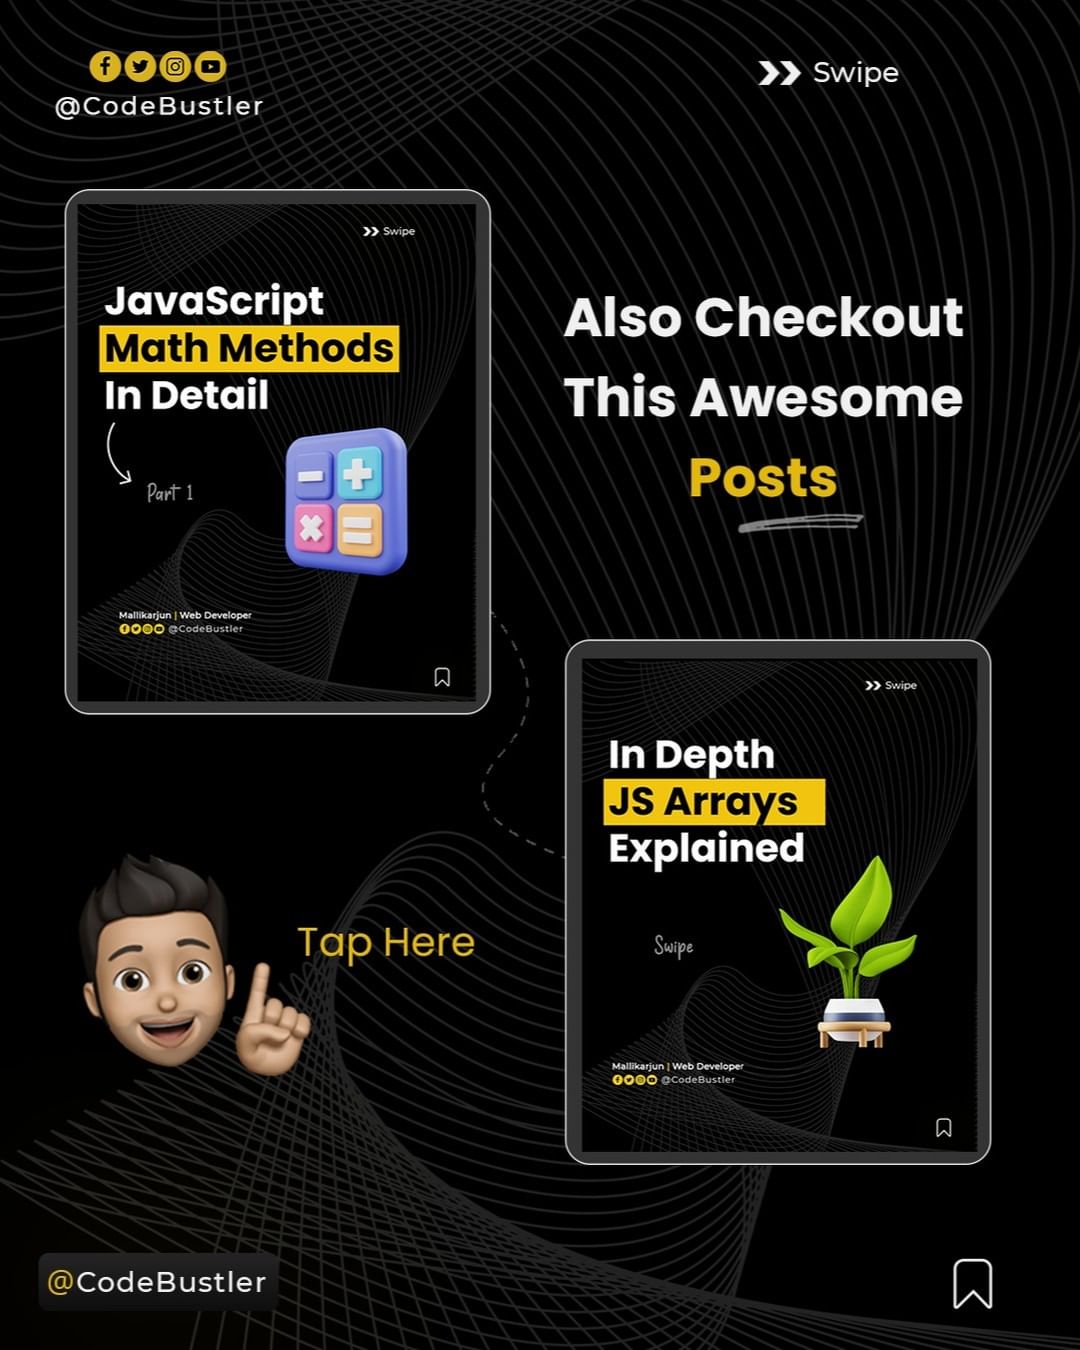 @CodeBustler
Swipe
Swipe
JavaScript
Math Methods
In Detail
Part 1
Mallikarjun | Web Developer
@CodeBustler
Also Checkout
This Awesome
Posts
Swipe
In Depth
JS Arrays
Explained
Swipe
Mallikarjun | Web Developer
@CodeBustler
Tap Here
@CodeBustler